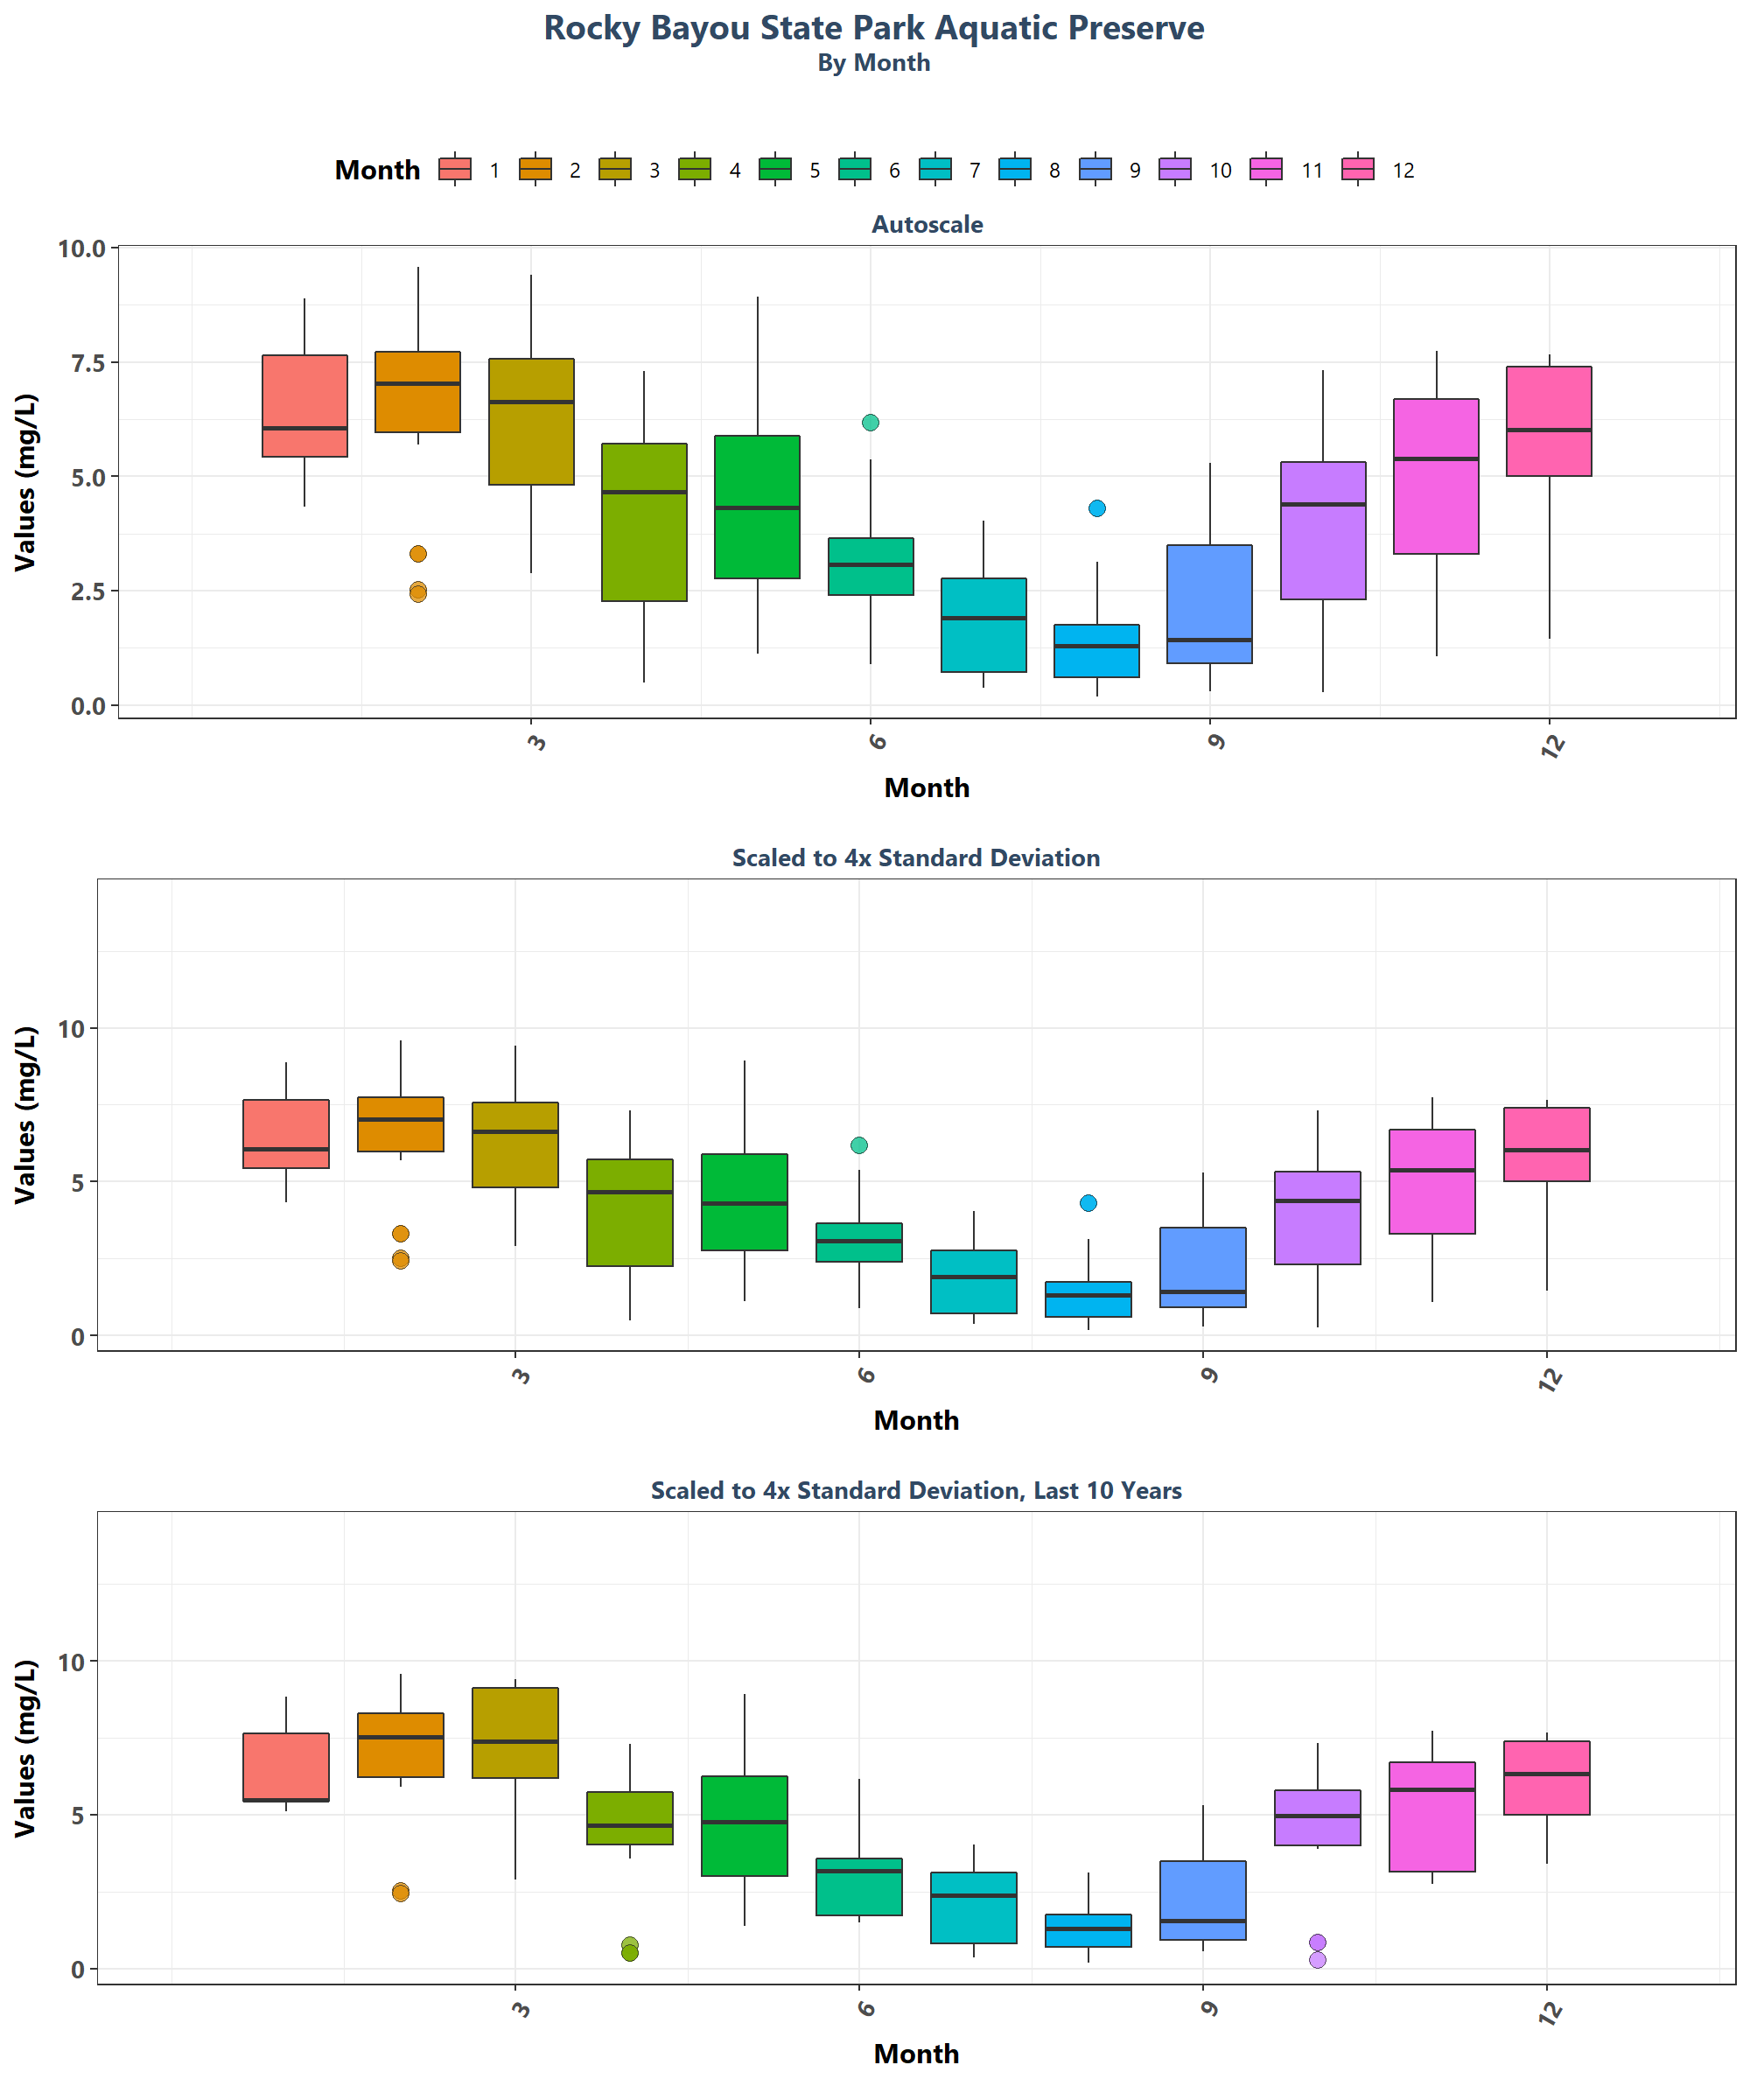 Rocky Bayou State Park Aquatic Preserve
By Month
Month 1 2 3 4 5 6 7 8 9 10 11 12
Autoscale
Values (mg/L)
10.0
7.5
5.0
2.5
0.0
3 6 9 12
Month
Scaled to 4x Standard Deviation
Values (mg/L)
10
5
0
3 6 9 12
Month
Scaled to 4x Standard Deviation, Last 10 Years
Values (mg/L)
10
5
0
3 6 9 12
Month